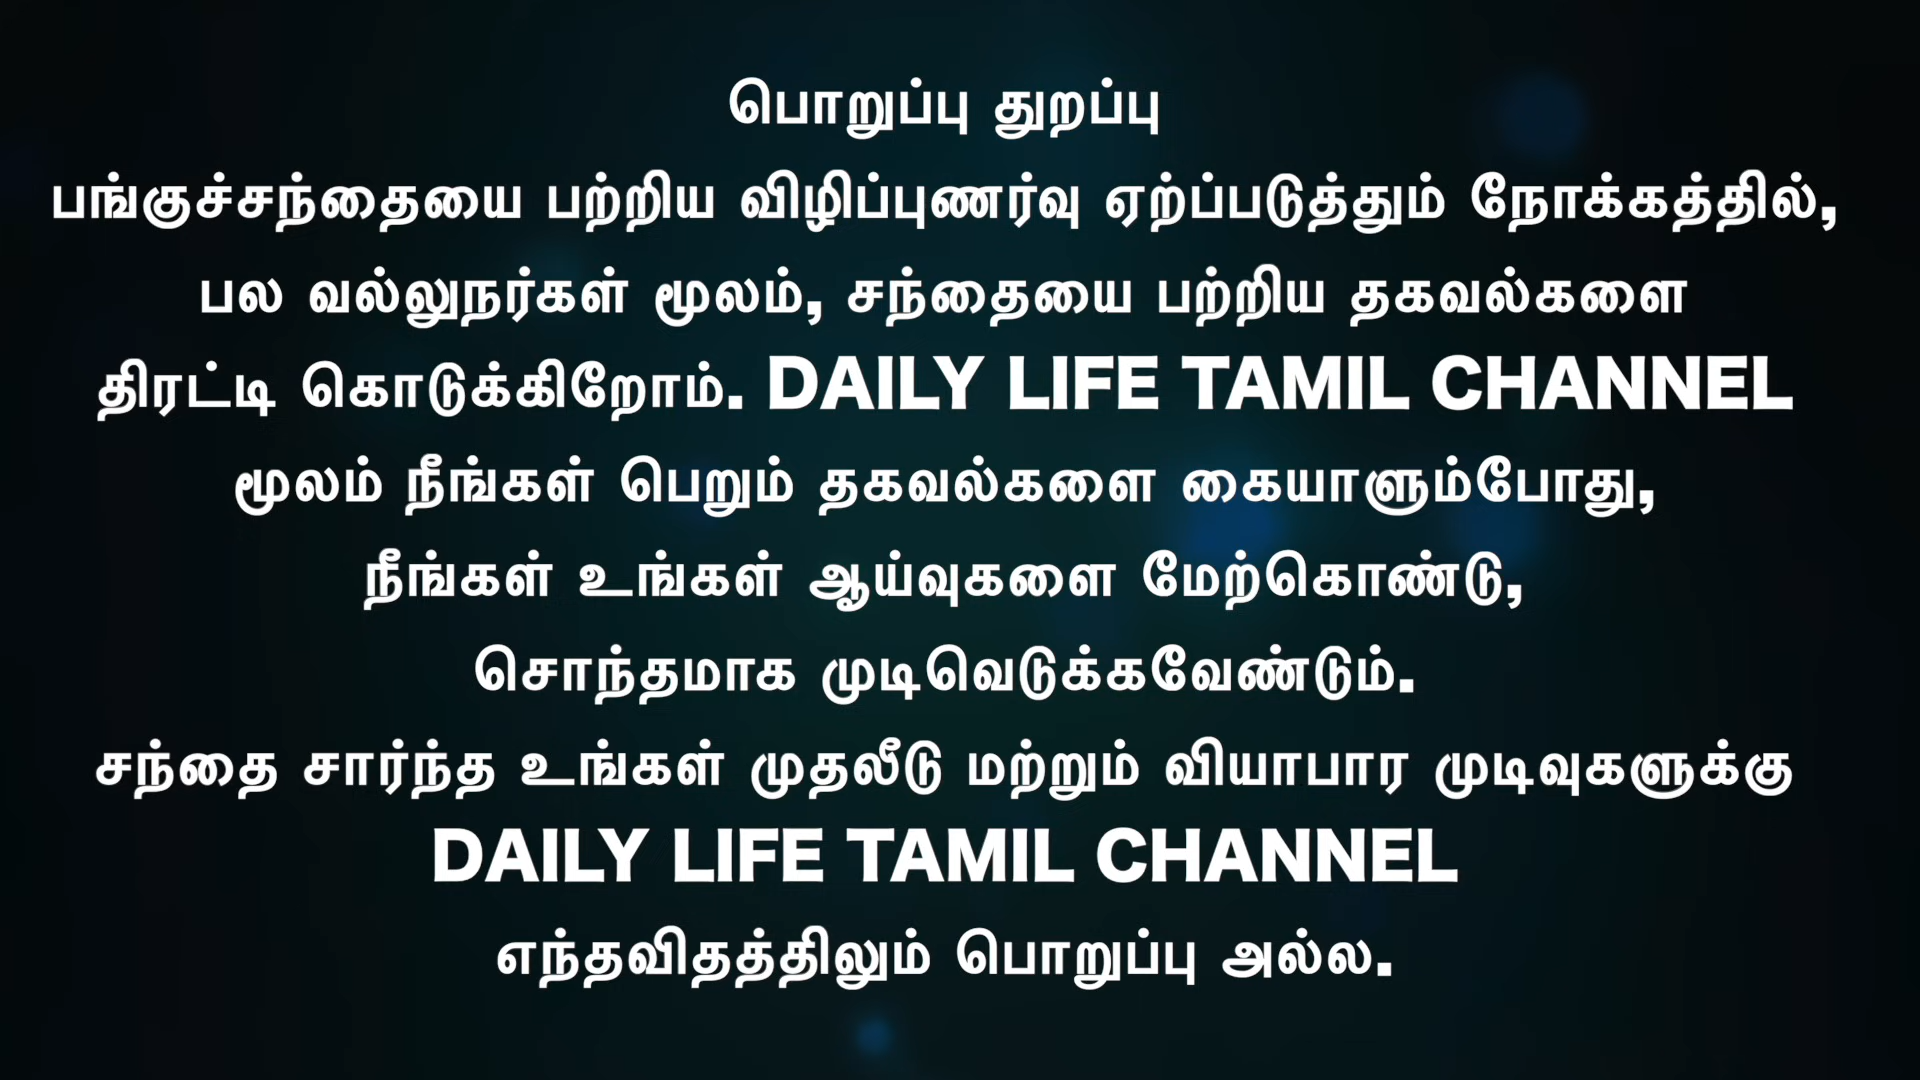 பொறுப்பு துறப்பு
பங்குச்சந்தையை பற்றிய விழிப்புணர்வு ஏற்ப்படுத்தும் நோக்கத்தில்,
பல வல்லுநர்கள் மூலம், சந்தையை பற்றிய தகவல்களை
திரட்டி கொடுக்கிறோம். DAILY LIFE TAMIL CHANNEL
மூலம் நீங்கள் பெறும் தகவல்களை கையாளும்போது,
நீங்கள் உங்கள் ஆய்வுகளை மேற்கொண்டு,
சொந்தமாக முடிவெடுக்கவேண்டும்.
சந்தை சார்ந்த உங்கள் முதலீடு மற்றும் வியாபார முடிவுகளுக்கு
DAILY LIFE TAMIL CHANNEL
எந்தவிதத்திலும் பொறுப்பு அல்ல.